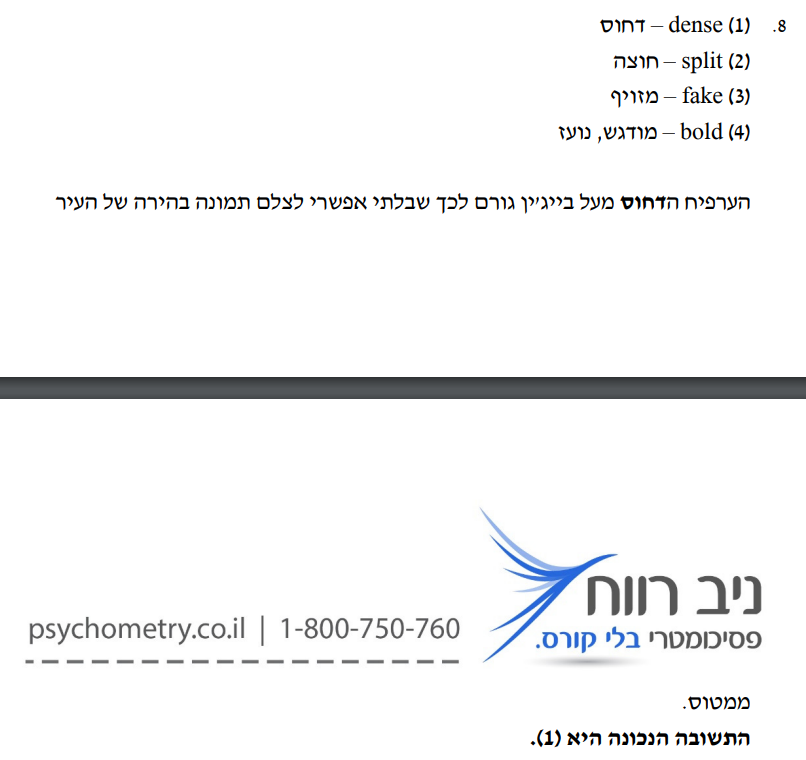 8. (1) dense – דחוס
(2) split – חוצה
(3) fake – מזויף
(4) bold – מודגש, נועז
הערפיח הדחוס מעל בייג'ין גורם לכך שבלתי אפשרי לצלם תמונה בהירה של העיר
ניב רווח
פסיכומטרי בלי קורס.
psychometry.co.il | 1-800-750-760
ממטוס.
התשובה הנכונה היא (1).